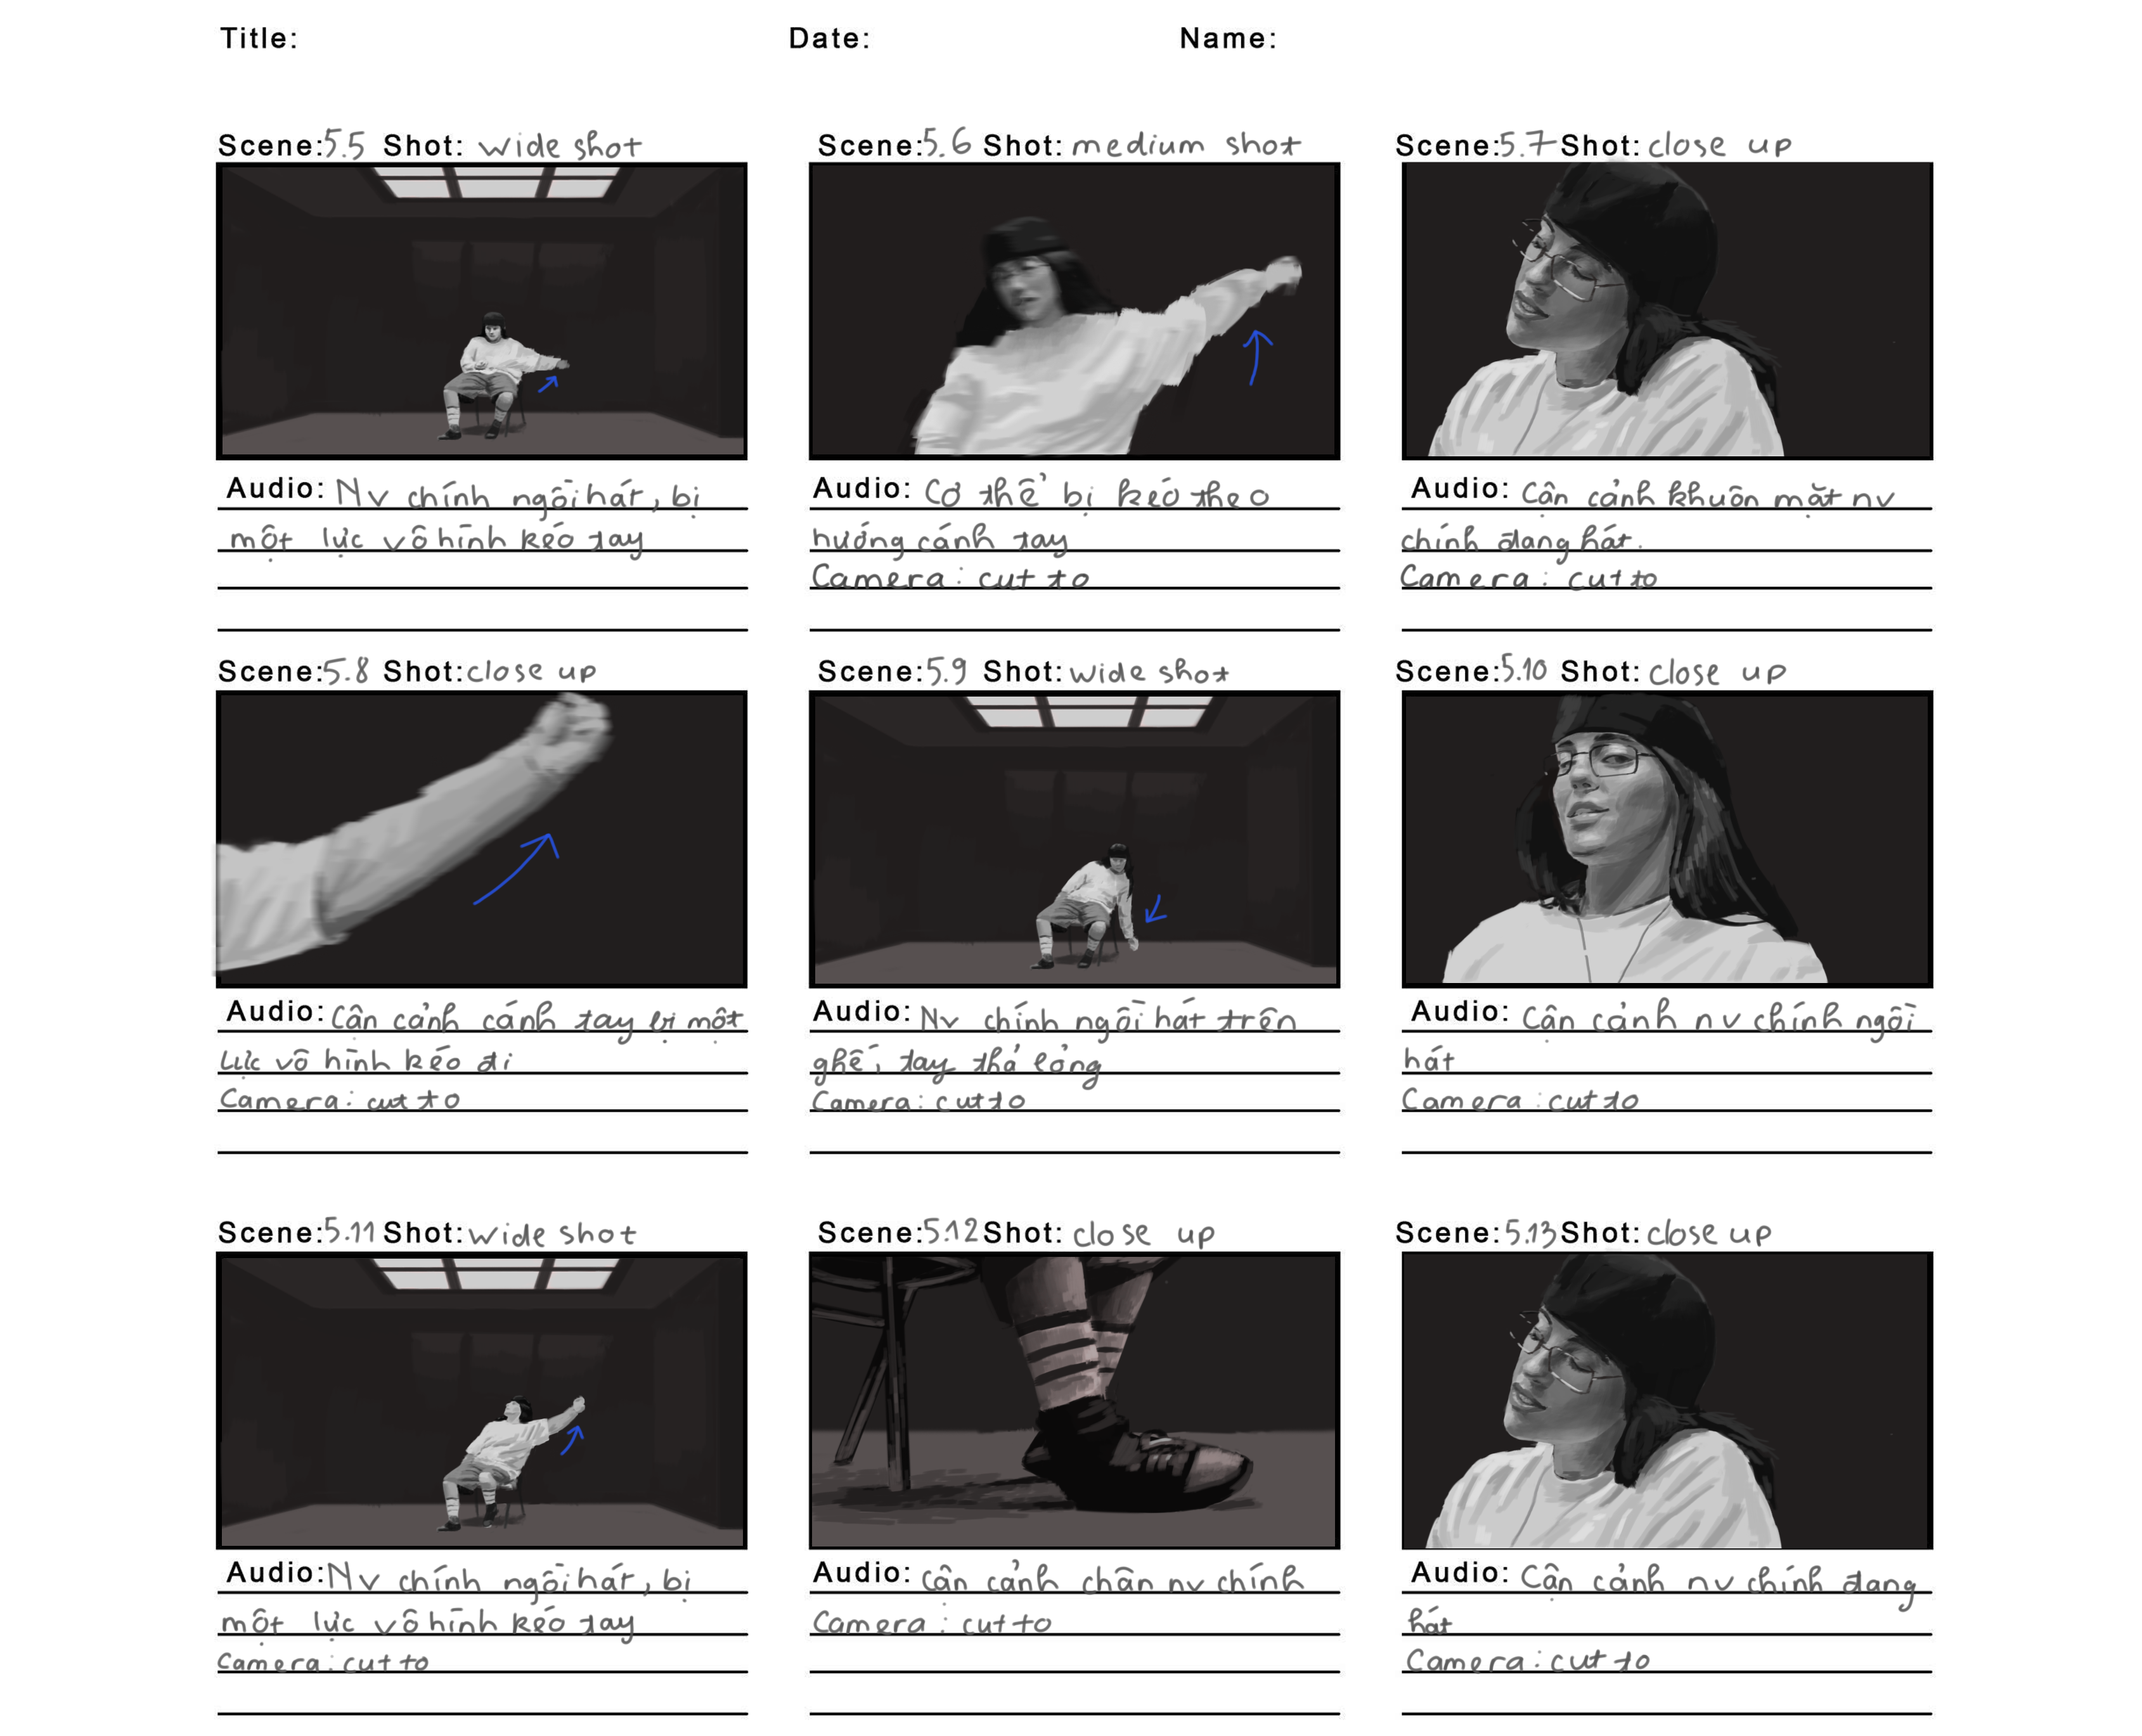 Title: Date: Name:
Scene: 5.5 Shot: wide shot
Audio: Nv chính ngồi hát, bị
một lực vô hình kéo tay
Scene: 5.6 Shot: medium shot
Audio: Cơ thể bị kéo theo
hướng cánh tay
Camera: cut to
Scene: 5.7 Shot: close up
Audio: Cận cảnh khuôn mặt nv
chính đang hát.
Camera: cut to
Scene: 5.8 Shot: close up
Audio: Cận cảnh cánh tay bị một
lực vô hình kéo đi
Camera: cut to
Scene: 5.9 Shot: wide shot
Audio: Nv chính ngồi hát trên
ghế, tay thả lỏng
Camera: cut to
Scene: 5.10 Shot: close up
Audio: Cận cảnh nv chính ngồi
hát
Camera: cut to
Scene: 5.11 Shot: wide shot
Audio: Nv chính ngồi hát, bị
một lực vô hình kéo tay
Camera: cut to
Scene: 5.12 Shot: close up
Audio: Cận cảnh chân nv chính
Camera: cut to
Scene: 5.13 Shot: close up
Audio: Cận cảnh nv chính đang
hát
Camera: cut to